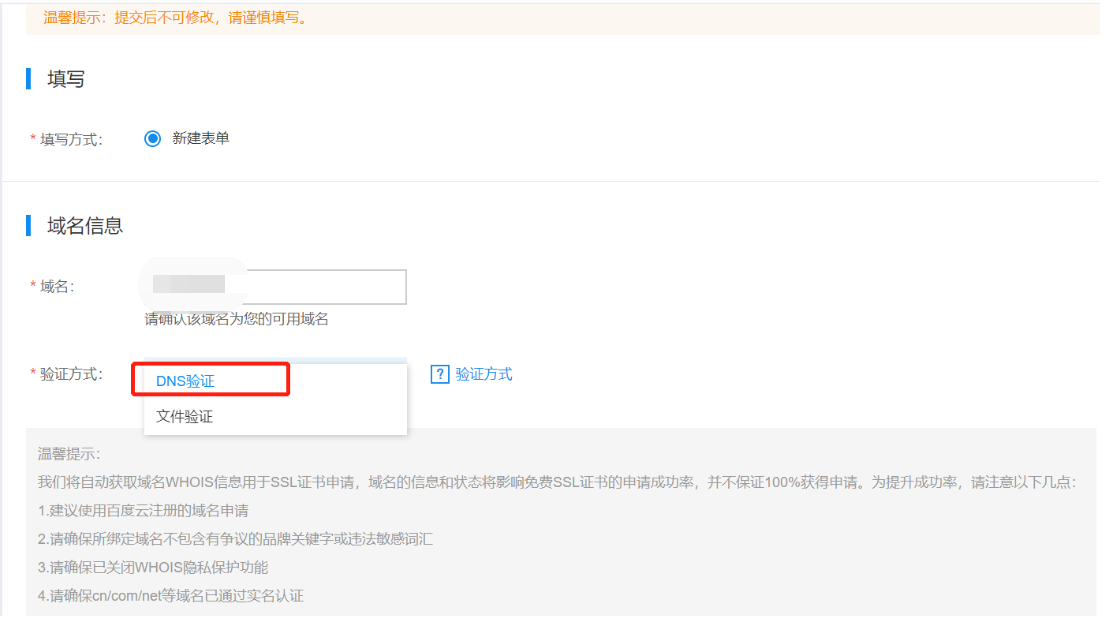 温馨提示：提交后不可修改，请谨慎填写。
填写
* 填写方式： 新建表单
域名信息
* 域名：
请确认该域名为您的可用域名
* 验证方式： DNS验证 ? 验证方式
文件验证
温馨提示：
我们将自动获取域名WHOIS信息用于SSL证书申请，域名的信息和状态将影响免费SSL证书的申请成功率，并不保证100%获得申请。为提升成功率，请注意以下几点：
1.建议使用百度云注册的域名申请
2.请确保所绑定域名不包含有争议的品牌关键字或违法敏感词汇
3.请确保已关闭WHOIS隐私保护功能
4.请确保cn/com/net等域名已通过实名认证